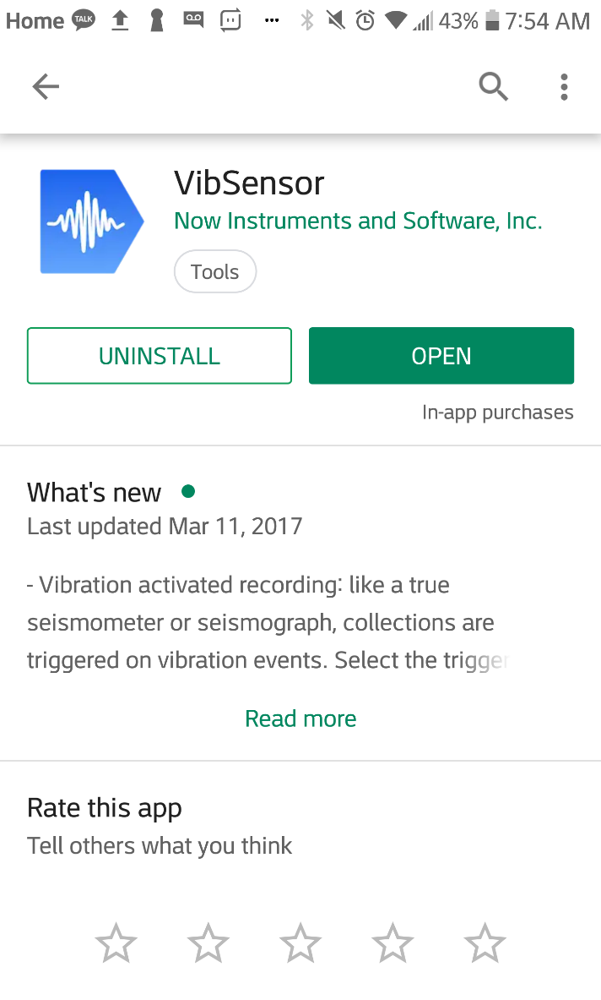 Home TALK 43% 7:54 AM
VibSensor
Now Instruments and Software, Inc.
Tools
UNINSTALL OPEN
In-app purchases
What's new
Last updated Mar 11, 2017
- Vibration activated recording: like a true
seismometer or seismograph, collections are
triggered on vibration events. Select the trigger
Read more
Rate this app
Tell others what you think